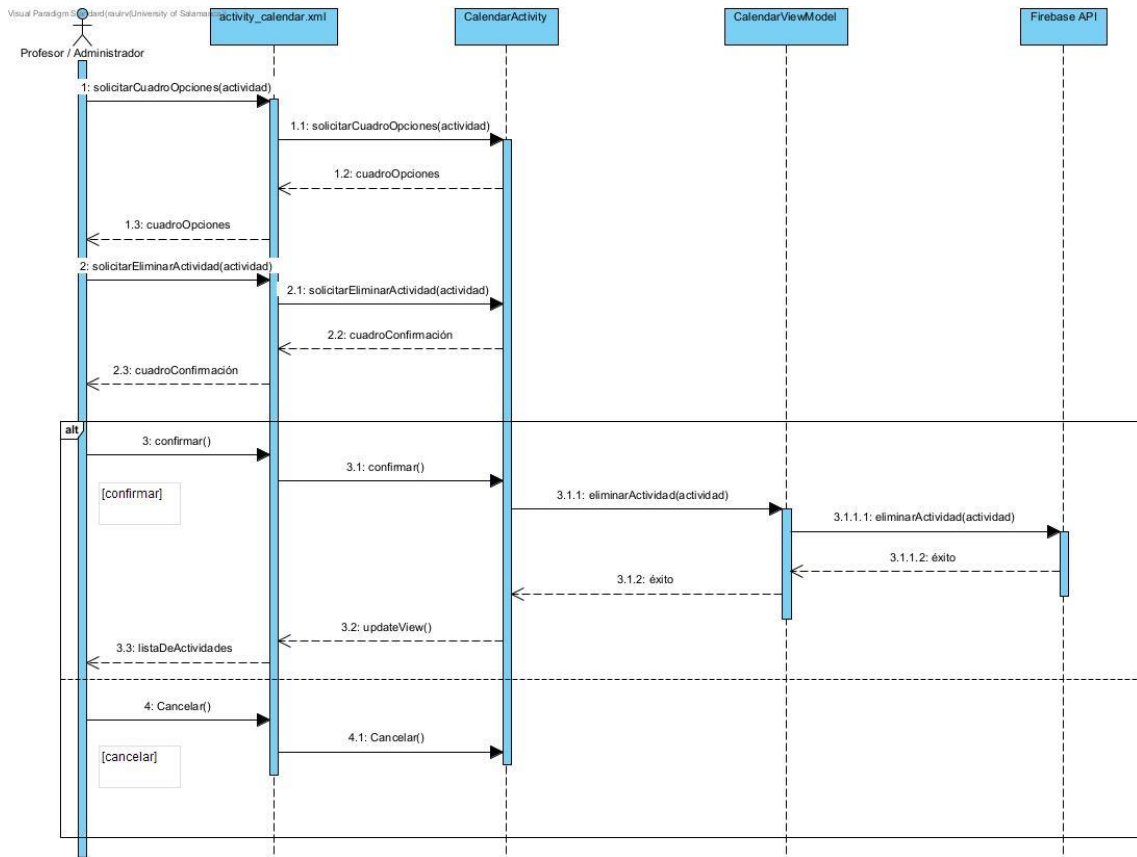 Visual Paradigm Standard(raulrv(University of Salamanca))
activity_calendar.xml
CalendarActivity
CalendarViewModel
Firebase API
Profesor / Administrador
1: solicitarCuadroOpciones(actividad)
1.1: solicitarCuadroOpciones(actividad)
1.2: cuadroOpciones
1.3: cuadroOpciones
2: solicitarEliminarActividad(actividad)
2.1: solicitarEliminarActividad(actividad)
2.2: cuadroConfirmación
2.3: cuadroConfirmación
alt
3: confirmar()
3.1: confirmar()
[confirmar]
3.1.1: eliminarActividad(actividad)
3.1.1.1: eliminarActividad(actividad)
3.1.1.2: éxito
3.1.2: éxito
3.2: updateView()
3.3: listaDeActividades
4: Cancelar()
4.1: Cancelar()
[cancelar]